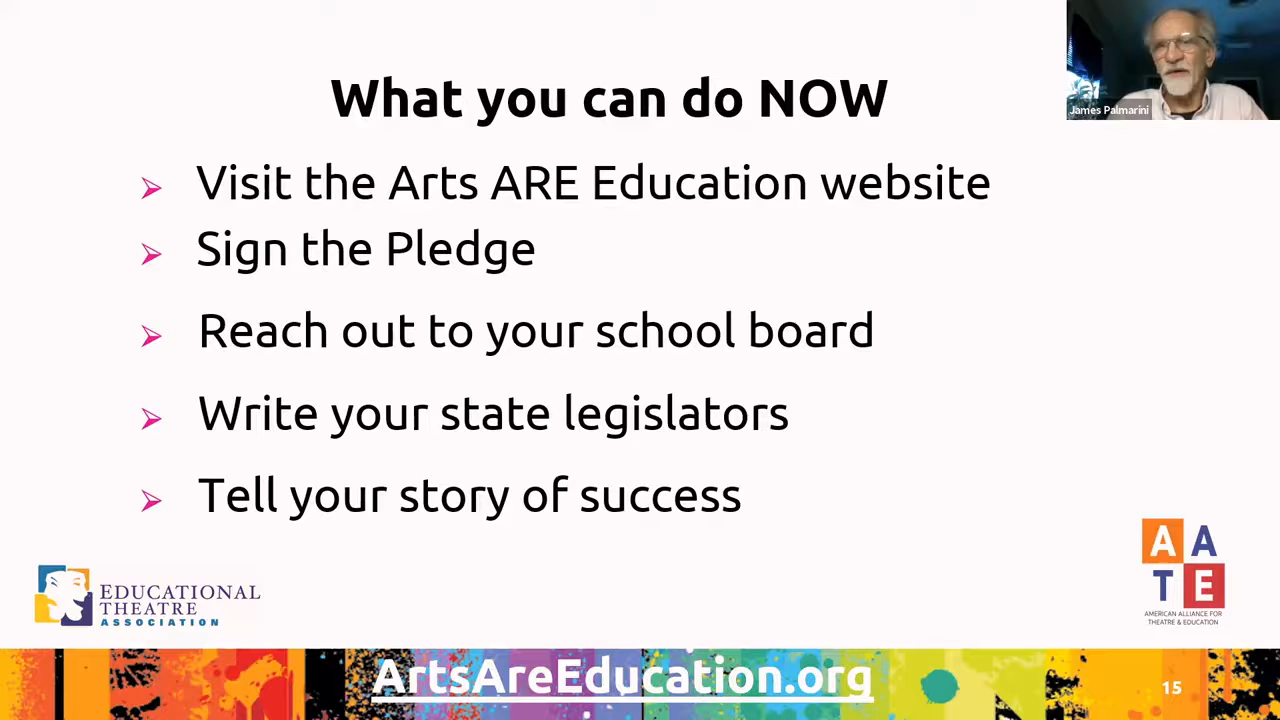 What you can do NOW
James Palmarini
Visit the Arts ARE Education website
Sign the Pledge
Reach out to your school board
Write your state legislators
Tell your story of success
EDUCATIONAL
THEATRE
ASSOCIATION
A A
T E
AMERICAN ALLIANCE FOR
THEATRE & EDUCATION
ArtsAreEducation.org
15